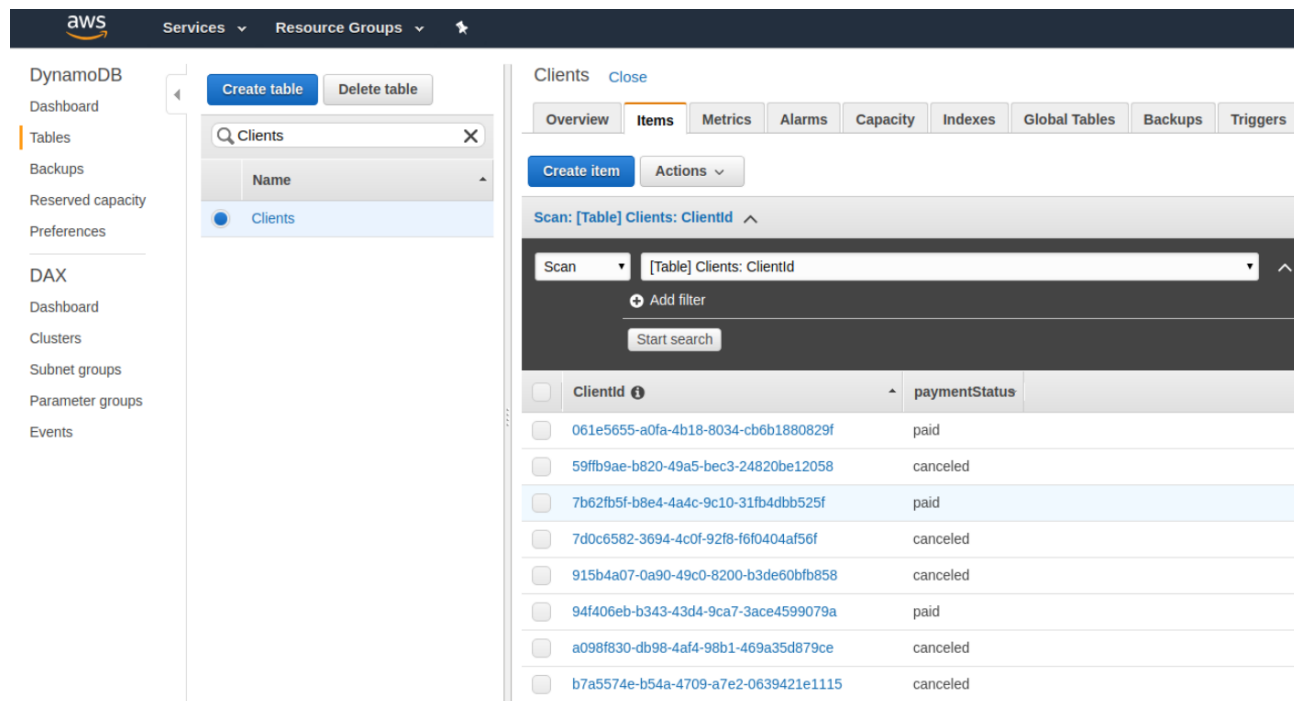 aws Services Resource Groups
DynamoDB
Dashboard
Tables
Backups
Reserved capacity
Preferences
DAX
Dashboard
Clusters
Subnet groups
Parameter groups
Events
Create table Delete table
Clients
Name
Clients
Clients Close
Overview Items Metrics Alarms Capacity Indexes Global Tables Backups Triggers
Create item Actions
Scan: [Table] Clients: ClientId
Scan [Table] Clients: ClientId
Add filter
Start search
ClientId paymentStatus
061e5655-a0fa-4b18-8034-cb6b1880829f paid
59ffb9ae-b820-49a5-bec3-24820be12058 canceled
7b62fb5f-b8e4-4a4c-9c10-31fb4dbb525f paid
7d0c6582-3694-4c0f-92f8-f6f0404af56f canceled
915b4a07-0a90-49c0-8200-b3de60bfb858 canceled
94f406eb-b343-43d4-9ca7-3ace4599079a paid
a098f830-db98-4af4-98b1-469a35d879ce canceled
b7a5574e-b54a-4709-a7e2-0639421e1115 canceled